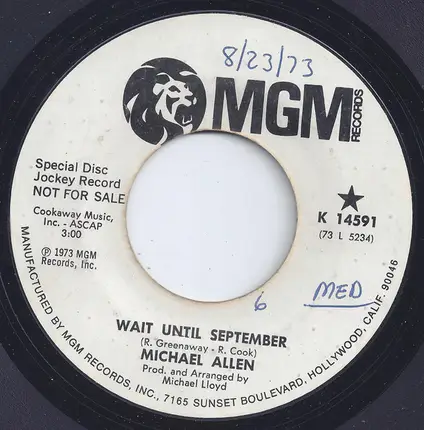 8/23/73
MGM
RECORDS
Special Disc
Jockey Record
NOT FOR SALE
Cookaway Music,
Inc. - ASCAP
3:00
℗ 1973 MGM
Records, Inc.
★
K 14591
(73 L 5234)
6
MED
WAIT UNTIL SEPTEMBER
(R. Greenaway - R. Cook)
MICHAEL ALLEN
Prod. and Arranged by
Michael Lloyd
MANUFACTURED BY MGM RECORDS, INC., 7165 SUNSET BOULEVARD, HOLLYWOOD, CALIF. 90046